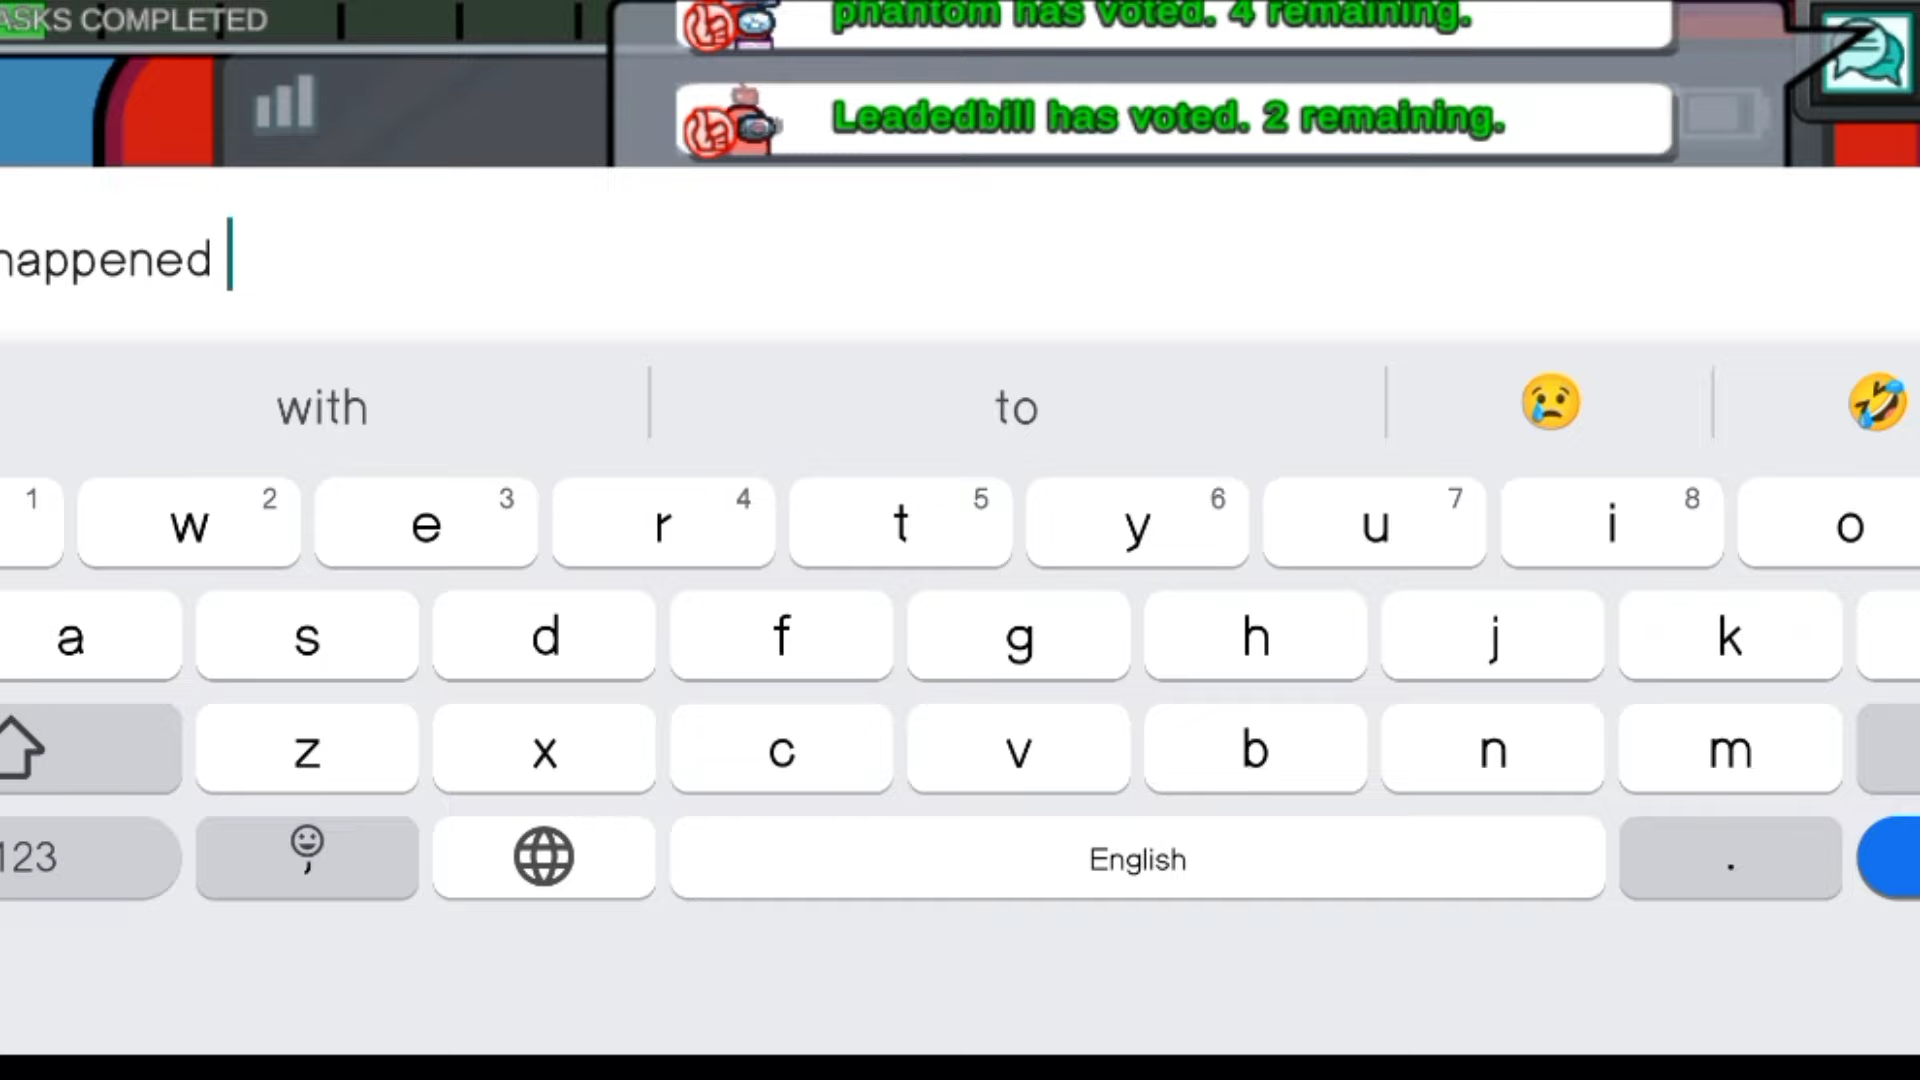 ASKS COMPLETED
phantom has voted. 4 remaining.
Leadedbill has voted. 2 remaining.
happened
with to
1 w 2 e 3 r 4 t 5 y 6 u 7 i 8 o
a s d f g h j k
z x c v b n m
123 , English .